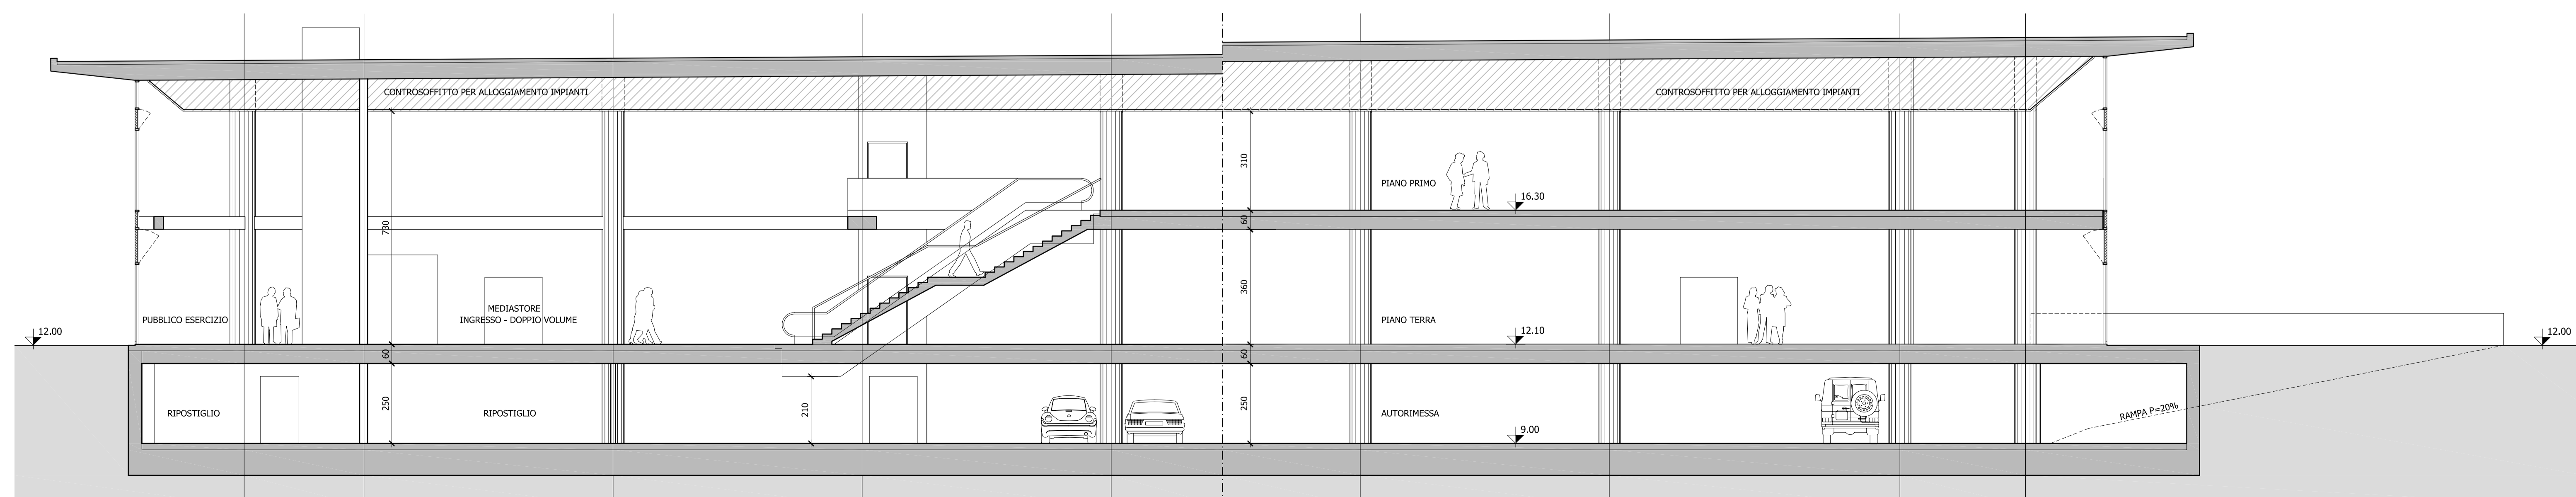 CONTROSOFFITTO PER ALLOGGIAMENTO IMPIANTI
CONTROSOFFITTO PER ALLOGGIAMENTO IMPIANTI
310
PIANO PRIMO
16.30
730
60
360
MEDIASTORE
INGRESSO - DOPPIO VOLUME
PUBBLICO ESERCIZIO
PIANO TERRA
12.00
12.10
12.00
60
60
250
210
250
RIPOSTIGLIO
RIPOSTIGLIO
AUTORIMESSA
RAMPA P=20%
9.00